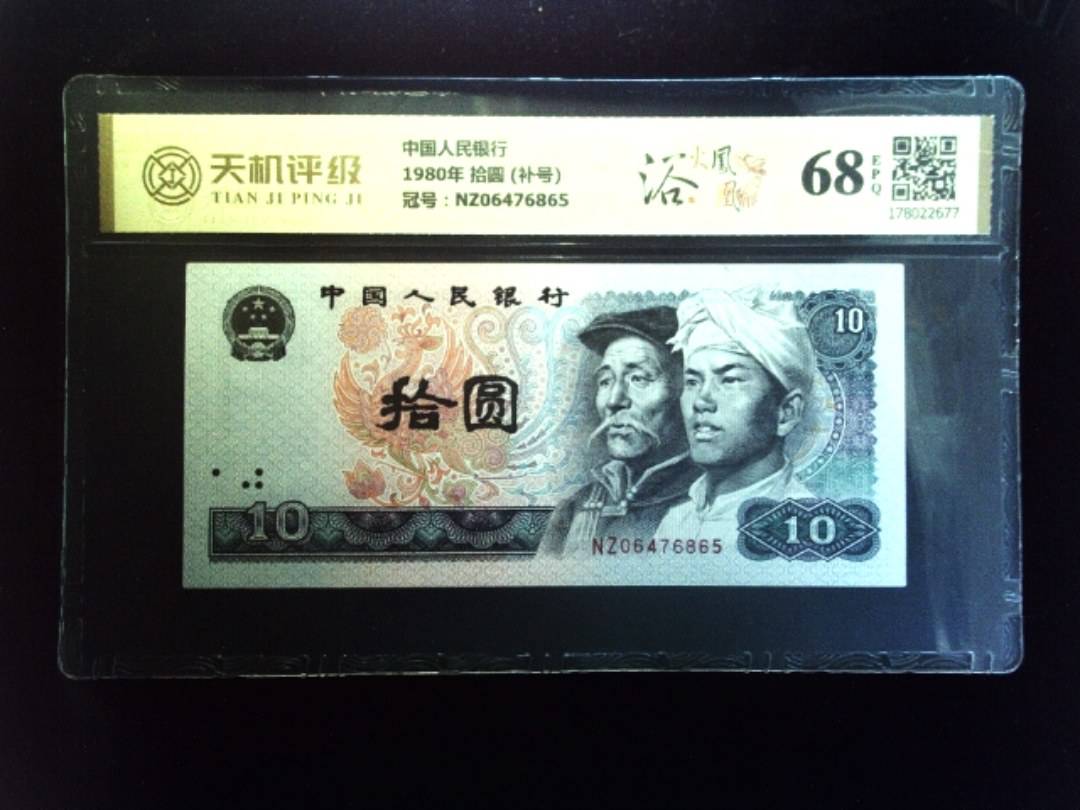 天机评级
TIAN JI PING JI
中国人民银行
1980年 拾圆 (补号)
冠号：NZ06476865
浴火凤凰
68
EPQ
178022677
中国人民银行
10
拾圆
10
NZ06476865
10